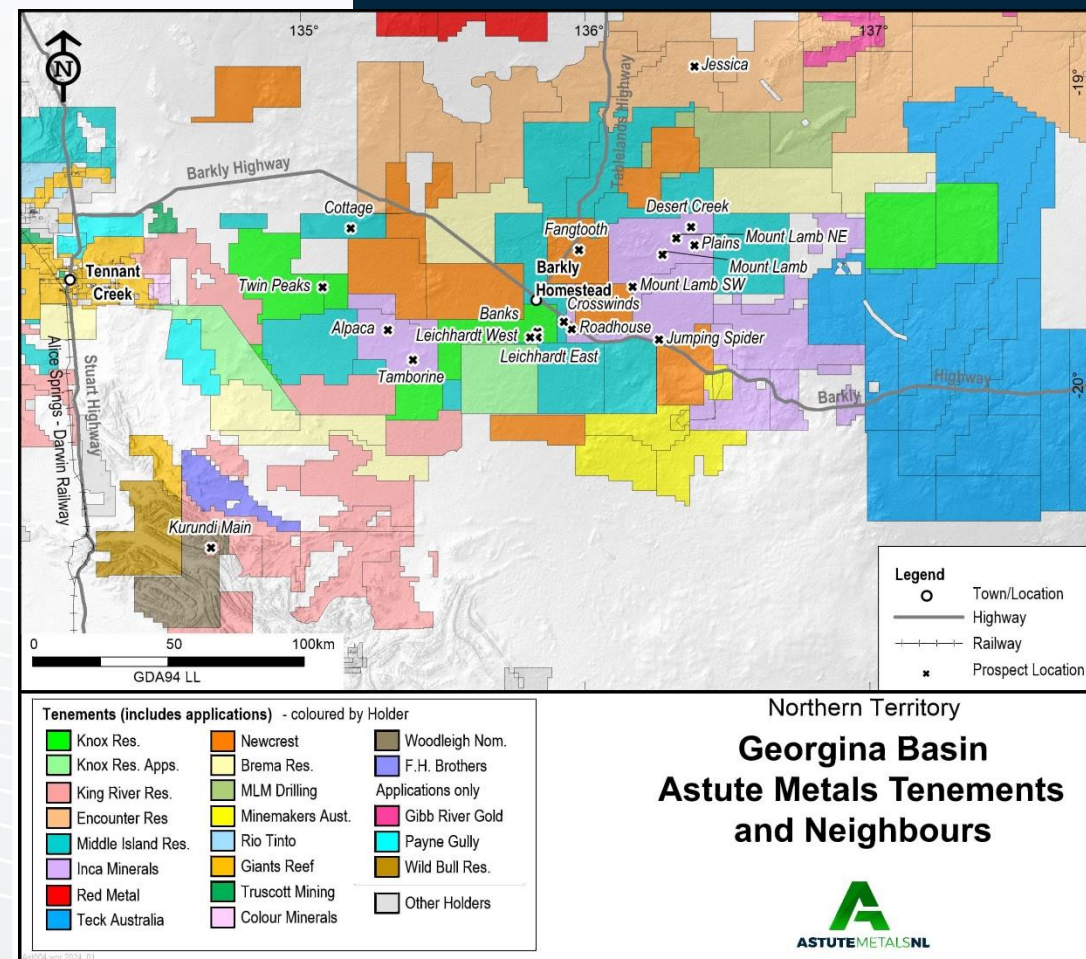 135°
136°
137°
-19°
-20°
N
Jessica
Tablelands Highway
Barkly Highway
Cottage
Desert Creek
Fangtooth
Mount Lamb NE
Plains
Mount Lamb
Tennant
Creek
Twin Peaks
Barkly
Homestead
Mount Lamb SW
Crosswinds
Banks
Roadhouse
Alpaca
Leichhardt West
Jumping Spider
Leichhardt East
Tamborine
Barkly
Highway
Stuart Highway
Alice Springs - Darwin Railway
Kurundi Main
0 50 100km
GDA94 LL
Legend
Town/Location
Highway
Railway
Prospect Location
Tenements (includes applications) - coloured by Holder
Knox Res.
Knox Res. Apps.
King River Res.
Encounter Res
Middle Island Res.
Inca Minerals
Red Metal
Teck Australia
Newcrest
Brema Res.
MLM Drilling
Minemakers Aust.
Rio Tinto
Giants Reef
Truscott Mining
Colour Minerals
Woodleigh Nom.
F.H. Brothers
Applications only
Gibb River Gold
Payne Gully
Wild Bull Res.
Other Holders
Northern Territory
Georgina Basin
Astute Metals Tenements
and Neighbours
ASTUTEMETALSNL